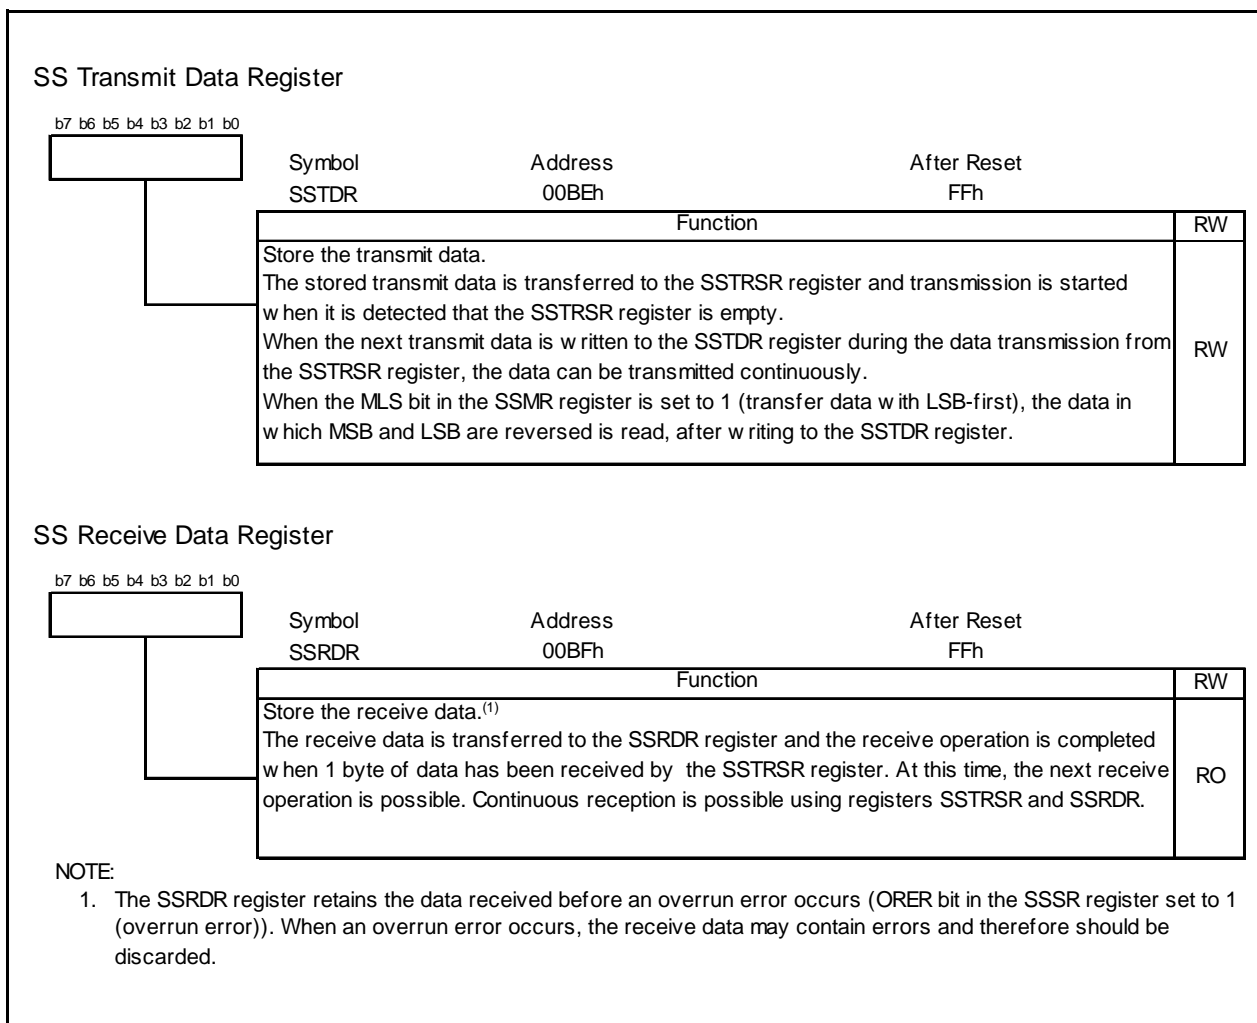 SS Transmit Data Register
b7 b6 b5 b4 b3 b2 b1 b0
Symbol Address After Reset
SSTDR 00BEh FFh
Function RW
Store the transmit data.
The stored transmit data is transferred to the SSTRSR register and transmission is started
when it is detected that the SSTRSR register is empty.
When the next transmit data is written to the SSTDR register during the data transmission from
the SSTRSR register, the data can be transmitted continuously.
When the MLS bit in the SSMR register is set to 1 (transfer data with LSB-first), the data in
which MSB and LSB are reversed is read, after writing to the SSTDR register.
RW
SS Receive Data Register
b7 b6 b5 b4 b3 b2 b1 b0
Symbol Address After Reset
SSRDR 00BFh FFh
Function RW
Store the receive data.(1)
The receive data is transferred to the SSRDR register and the receive operation is completed
when 1 byte of data has been received by the SSTRSR register. At this time, the next receive
operation is possible. Continuous reception is possible using registers SSTRSR and SSRDR.
RO
NOTE:
1. The SSRDR register retains the data received before an overrun error occurs (ORER bit in the SSSR register set to 1
(overrun error)). When an overrun error occurs, the receive data may contain errors and therefore should be
discarded.